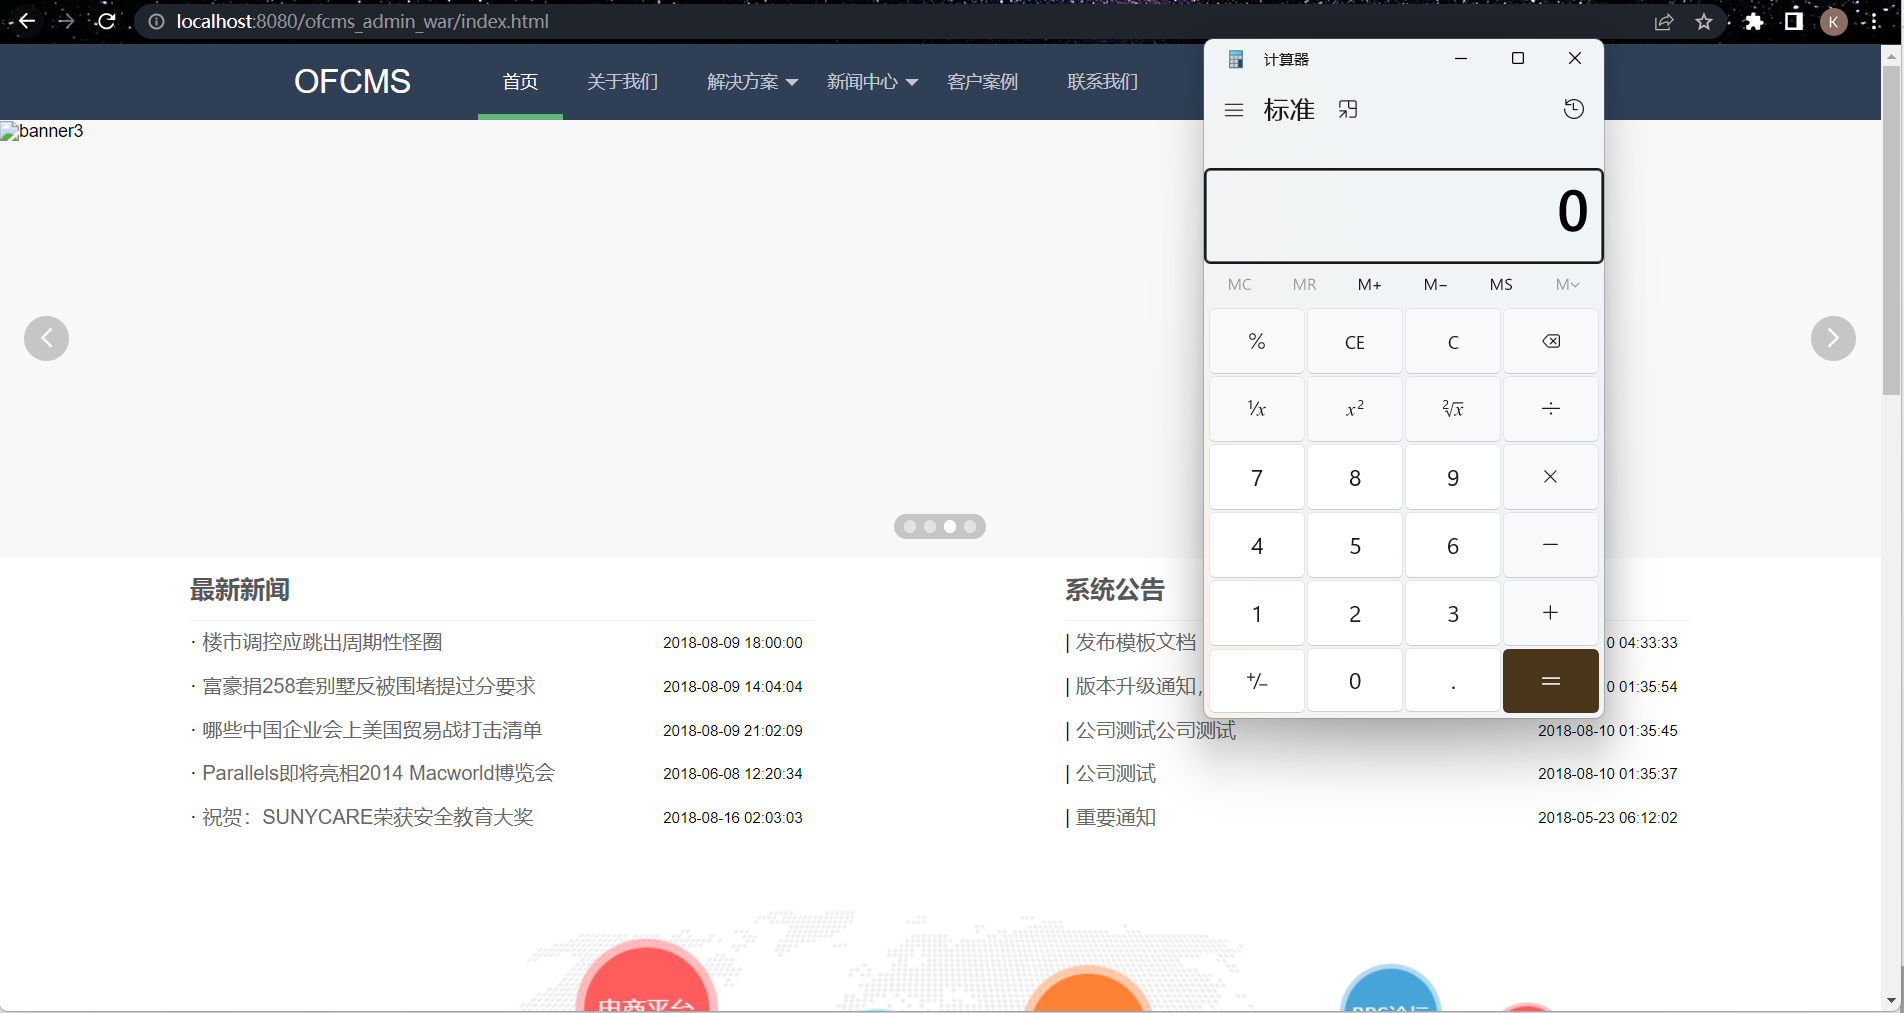 localhost:8080/ofcms_admin_war/index.html
K
OFCMS 首页 关于我们 解决方案 新闻中心 客户案例 联系我们
banner3
计算器
标准
0
MC MR M+ M− MS M
% CE C
¹⁄x x² ²√x ÷
7 8 9 ×
4 5 6 −
1 2 3 +
+/− 0 . =
最新新闻
· 楼市调控应跳出周期性怪圈 2018-08-09 18:00:00
· 富豪捐258套别墅反被围堵提过分要求 2018-08-09 14:04:04
· 哪些中国企业会上美国贸易战打击清单 2018-08-09 21:02:09
· Parallels即将亮相2014 Macworld博览会 2018-06-08 12:20:34
· 祝贺：SUNYCARE荣获安全教育大奖 2018-08-16 02:03:03
系统公告
| 发布模板文档 0 04:33:33
| 版本升级通知, 0 01:35:54
| 公司测试公司测试 2018-08-10 01:35:45
| 公司测试 2018-08-10 01:35:37
| 重要通知 2018-05-23 06:12:02
电商平台
BBS论坛